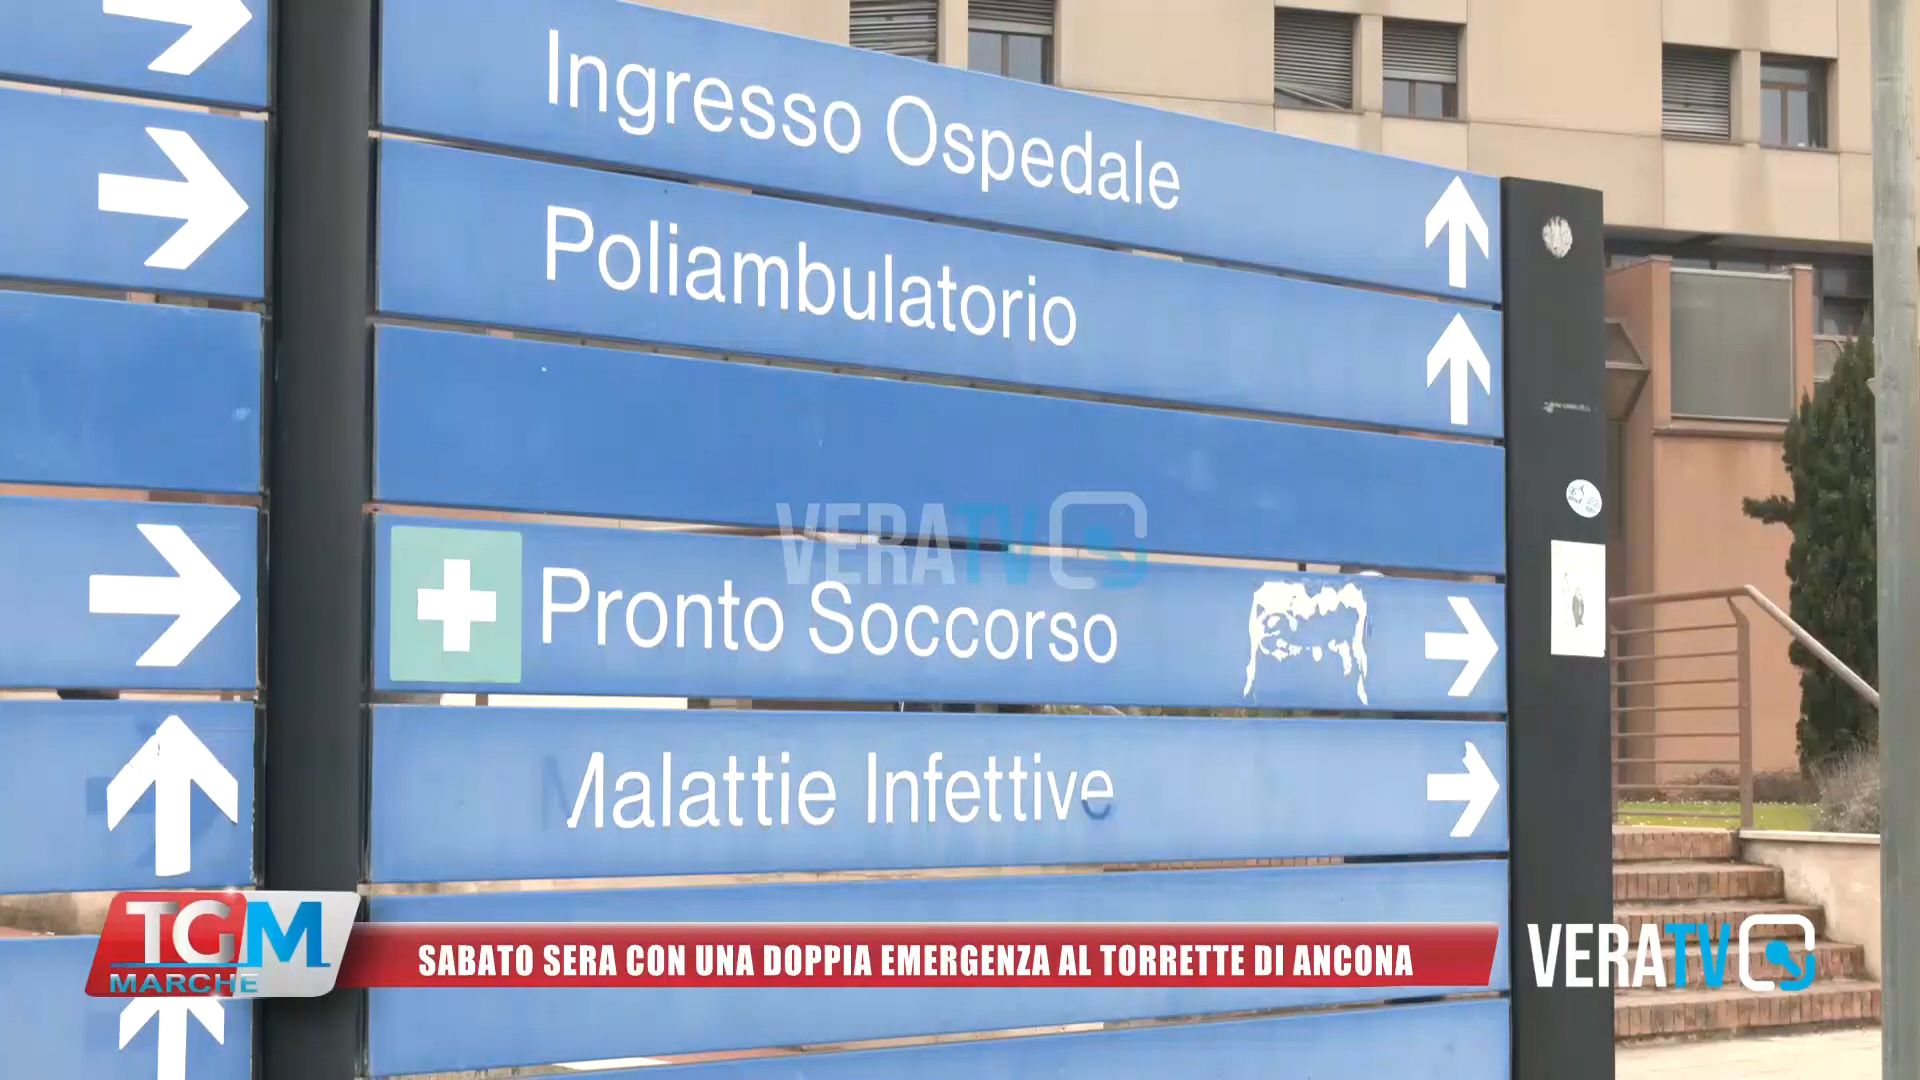 Ingresso Ospedale
Poliambulatorio
VERATV
Pronto Soccorso
Malattie Infettive
TGM
MARCHE
SABATO SERA CON UNA DOPPIA EMERGENZA AL TORRETTE DI ANCONA
VERATV